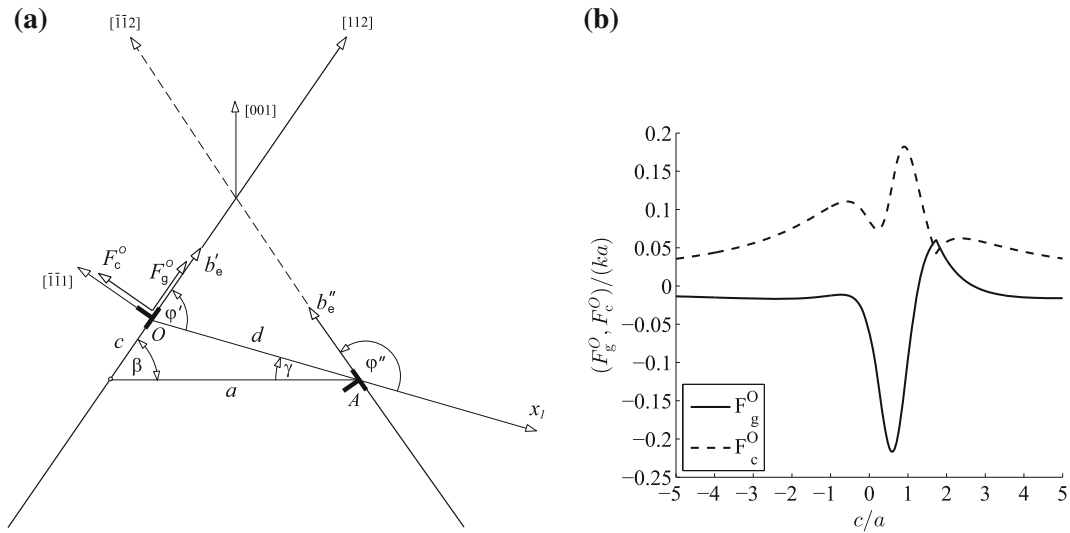 (a)
[1̄1̄2]
[112]
[001]
[1̄1̄1]
F_c^O
F_g^O
b′_e
φ′
O
c
β
d
γ
a
b″_e
φ″
A
x_l
(b)
(F_g^O, F_c^O)/(ka)
0.2
0.15
0.1
0.05
0
−0.05
−0.1
−0.15
−0.2
−0.25
F_g^O
F_c^O
−5 −4 −3 −2 −1 0 1 2 3 4 5
c/a